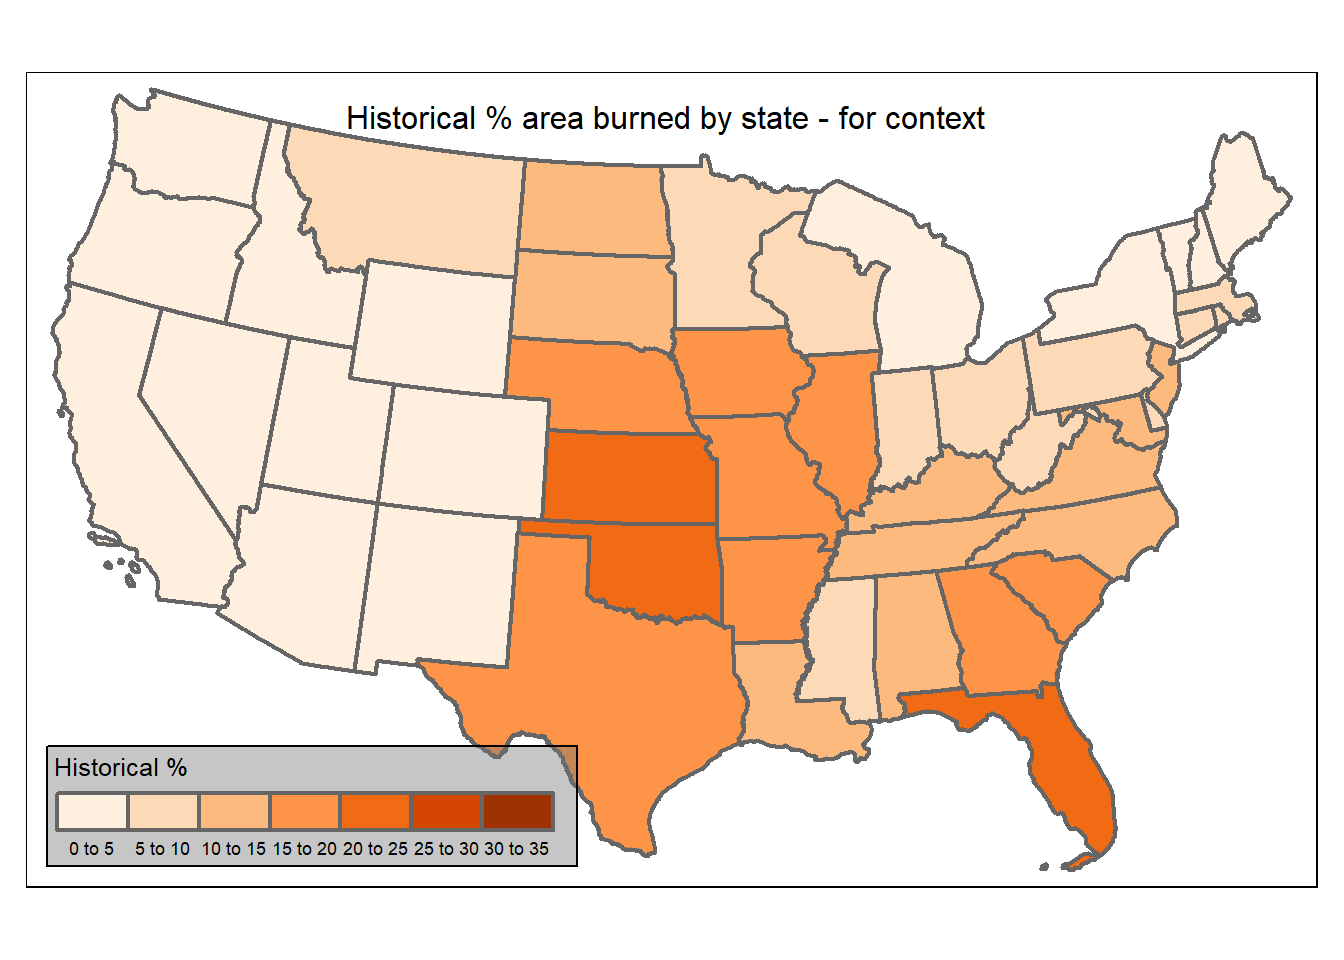 Historical % area burned by state - for context
Historical %
0 to 5 5 to 10 10 to 15 15 to 20 20 to 25 25 to 30 30 to 35